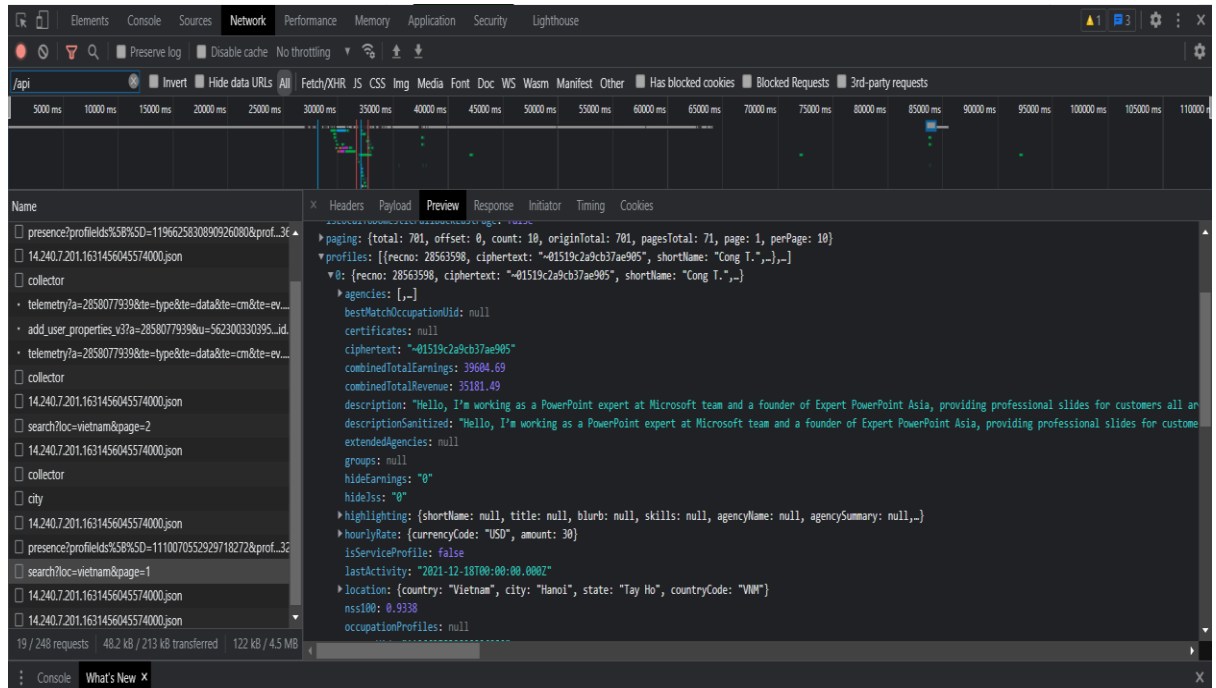 Elements Console Sources Network Performance Memory Application Security Lighthouse 1 3
Preserve log Disable cache No throttling
/api Invert Hide data URLs All Fetch/XHR JS CSS Img Media Font Doc WS Wasm Manifest Other Has blocked cookies Blocked Requests 3rd-party requests
5000 ms 10000 ms 15000 ms 20000 ms 25000 ms 30000 ms 35000 ms 40000 ms 45000 ms 50000 ms 55000 ms 60000 ms 65000 ms 70000 ms 75000 ms 80000 ms 85000 ms 90000 ms 95000 ms 100000 ms 105000 ms 110000
Name
presence?profileIds%5B%5D=1196625830890926080&prof...36
14.240.7.201.1631456045574000.json
collector
telemetry?a=2858077939&te=type&te=data&te=cm&te=ev....
add_user_properties_v3?a=2858077939&u=562300330395...id.
telemetry?a=2858077939&te=type&te=data&te=cm&te=ev....
collector
14.240.7.201.1631456045574000.json
search?loc=vietnam&page=2
14.240.7.201.1631456045574000.json
collector
city
14.240.7.201.1631456045574000.json
presence?profileIds%5B%5D=1110070552929718272&prof...32
search?loc=vietnam&page=1
14.240.7.201.1631456045574000.json
14.240.7.201.1631456045574000.json
19 / 248 requests 48.2 kB / 213 kB transferred 122 kB / 4.5 MB
× Headers Payload Preview Response Initiator Timing Cookies
paging: {total: 701, offset: 0, count: 10, originTotal: 701, pagesTotal: 71, page: 1, perPage: 10}
profiles: [{recno: 28563598, ciphertext: "~01519c2a9cb37ae905", shortName: "Cong T.",…},…]
0: {recno: 28563598, ciphertext: "~01519c2a9cb37ae905", shortName: "Cong T.",…}
agencies: [,…]
bestMatchOccupationUid: null
certificates: null
ciphertext: "~01519c2a9cb37ae905"
combinedTotalEarnings: 39604.69
combinedTotalRevenue: 35181.49
description: "Hello, I'm working as a PowerPoint expert at Microsoft team and a founder of Expert PowerPoint Asia, providing professional slides for customers all ar
descriptionSanitized: "Hello, I'm working as a PowerPoint expert at Microsoft team and a founder of Expert PowerPoint Asia, providing professional slides for custome
extendedAgencies: null
groups: null
hideEarnings: "0"
hideJss: "0"
highlighting: {shortName: null, title: null, blurb: null, skills: null, agencyName: null, agencySummary: null,…}
hourlyRate: {currencyCode: "USD", amount: 30}
isServiceProfile: false
lastActivity: "2021-12-18T00:00:00.000Z"
location: {country: "Vietnam", city: "Hanoi", state: "Tay Ho", countryCode: "VNM"}
nss100: 0.9338
occupationProfiles: null
Console What's New ×